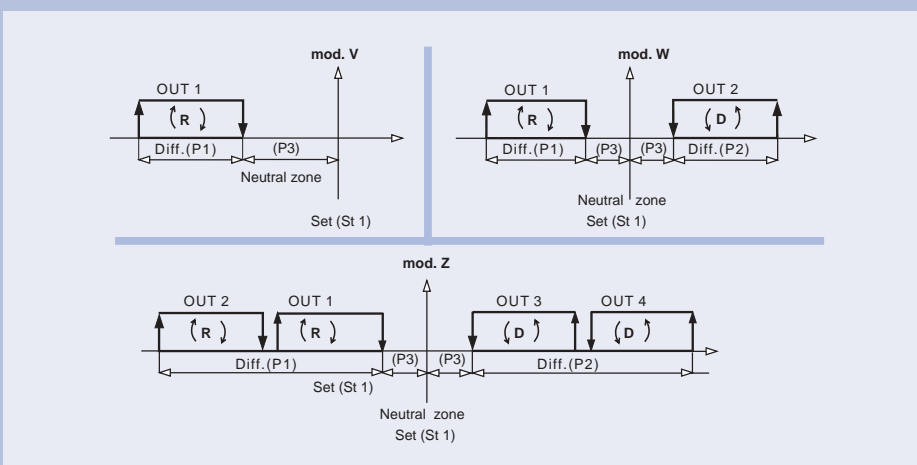 mod. V
OUT 1
R
Diff.(P1)
(P3)
Neutral zone
Set (St 1)
mod. W
OUT 1
OUT 2
R
D
Diff.(P1)
(P3)
(P3)
Diff.(P2)
Neutral zone
Set (St 1)
mod. Z
OUT 2
OUT 1
OUT 3
OUT 4
R
R
D
D
Diff.(P1)
(P3)
(P3)
Diff.(P2)
Set (St 1)
Neutral zone
Set (St 1)